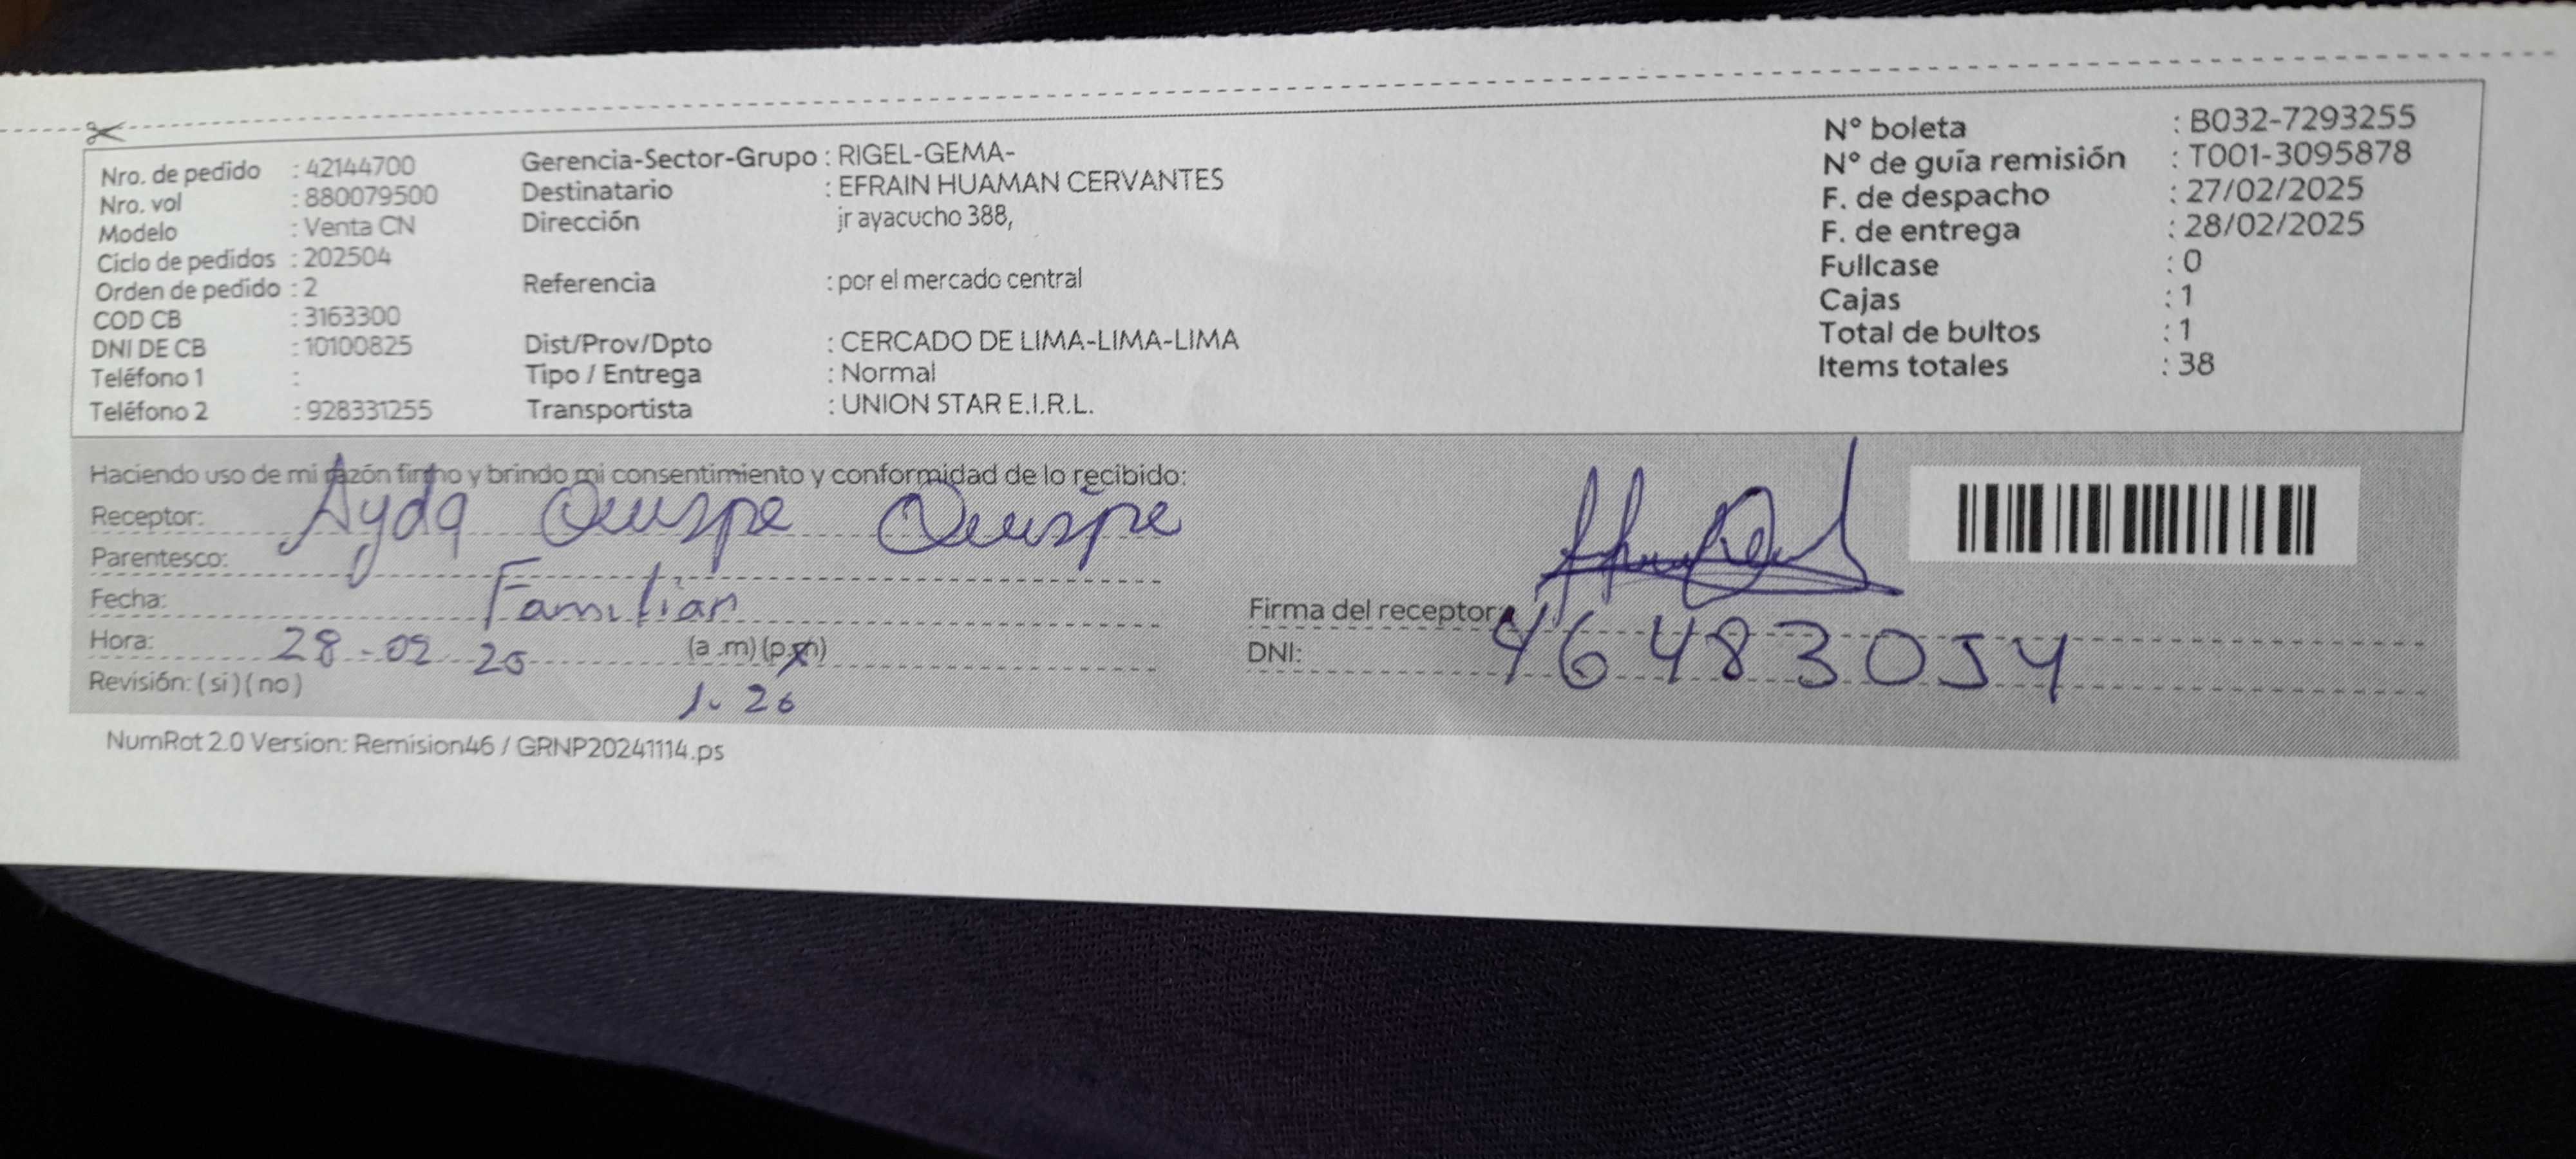 Nro. de pedido : 42144700
Nro. vol : 880079500
Modelo : Venta CN
Ciclo de pedidos : 202504
Orden de pedido : 2
COD CB : 3163300
DNI DE CB : 10100825
Teléfono 1 :
Teléfono 2 : 928331255
Gerencia-Sector-Grupo : RIGEL-GEMA-
Destinatario : EFRAIN HUAMAN CERVANTES
Dirección jr ayacucho 388,
Referencia : por el mercado central
Dist/Prov/Dpto : CERCADO DE LIMA-LIMA-LIMA
Tipo / Entrega : Normal
Transportista : UNION STAR E.I.R.L.
N° boleta : B032-7293255
N° de guía remisión : T001-3095878
F. de despacho : 27/02/2025
F. de entrega : 28/02/2025
Fullcase : 0
Cajas : 1
Total de bultos : 1
Items totales : 38
Haciendo uso de mi razón firmo y brindo mi consentimiento y conformidad de lo recibido:
Receptor: Ayda Quispe Quispe
Parentesco:
Familiar
Fecha:
Hora: 28-02 25 (a.m)(p.m)
Revisión: (si)(no) 1.26
Firma del receptor:
DNI: 46483054
NumRot 2.0 Version: Remision46 / GRNP20241114.ps